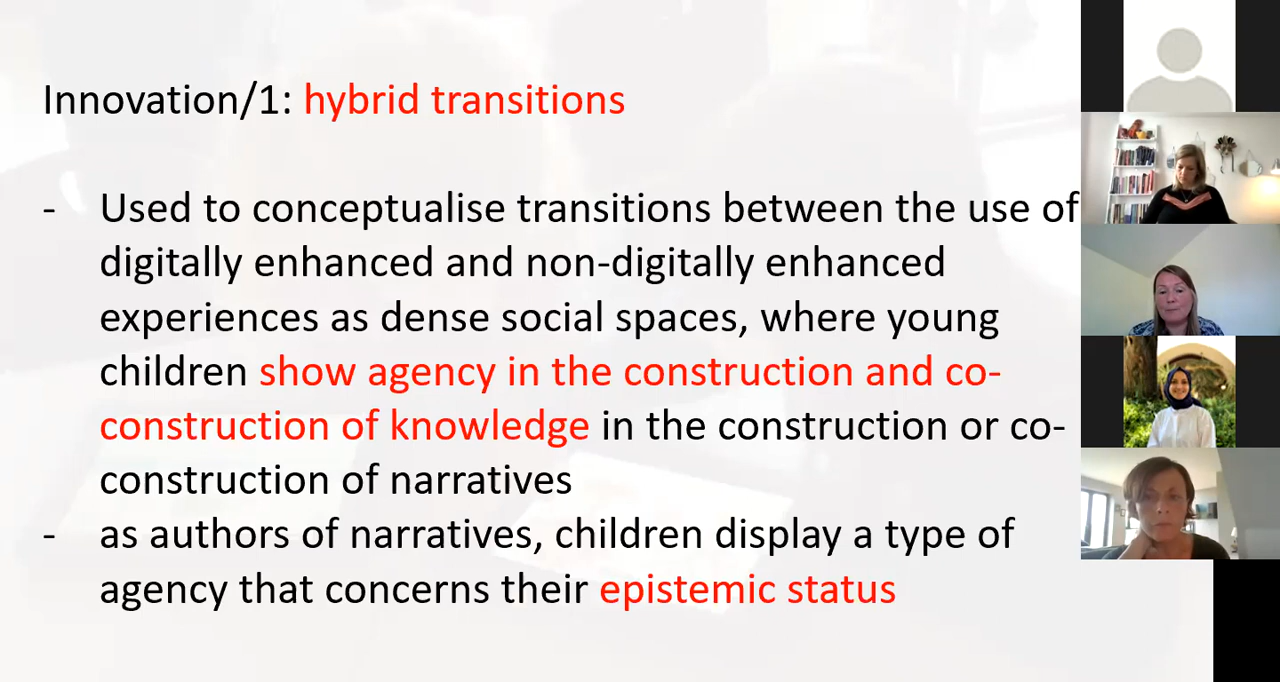 Innovation/1: hybrid transitions
- Used to conceptualise transitions between the use of
digitally enhanced and non-digitally enhanced
experiences as dense social spaces, where young
children show agency in the construction and co-
construction of knowledge in the construction or co-
construction of narratives
- as authors of narratives, children display a type of
agency that concerns their epistemic status